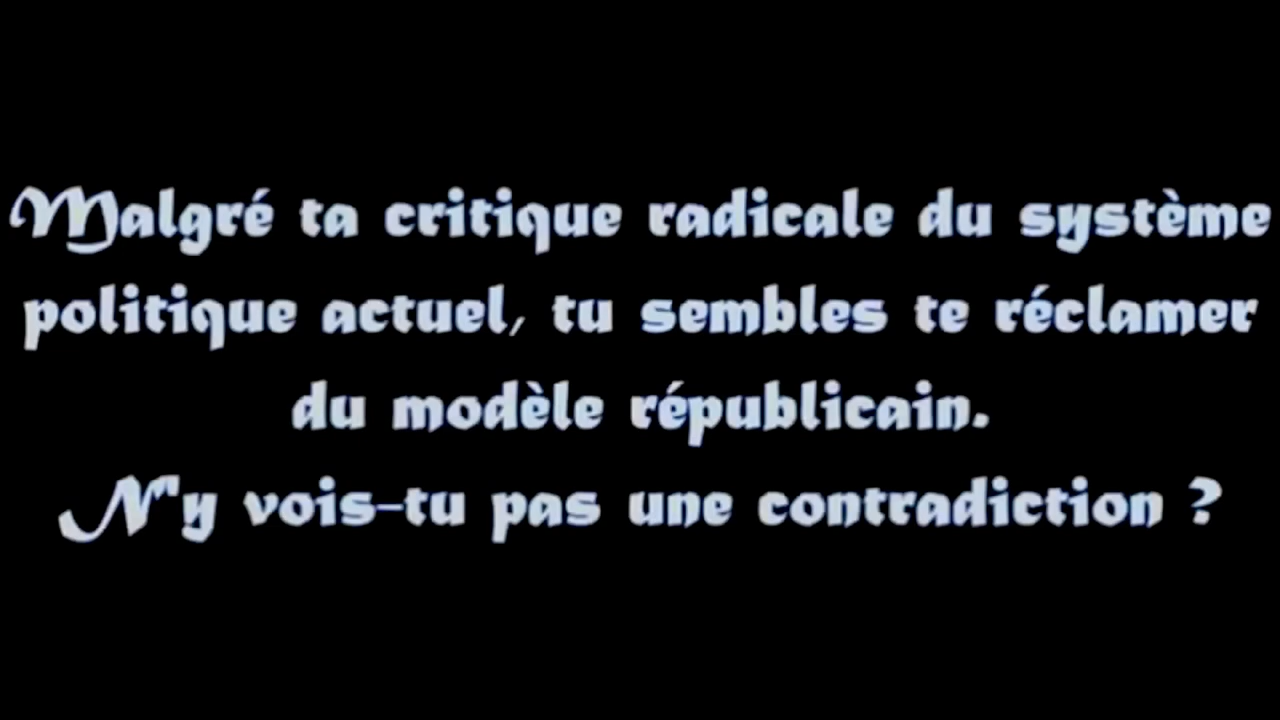 Malgré ta critique radicale du système
politique actuel, tu sembles te réclamer
du modèle républicain.
N'y vois-tu pas une contradiction ?